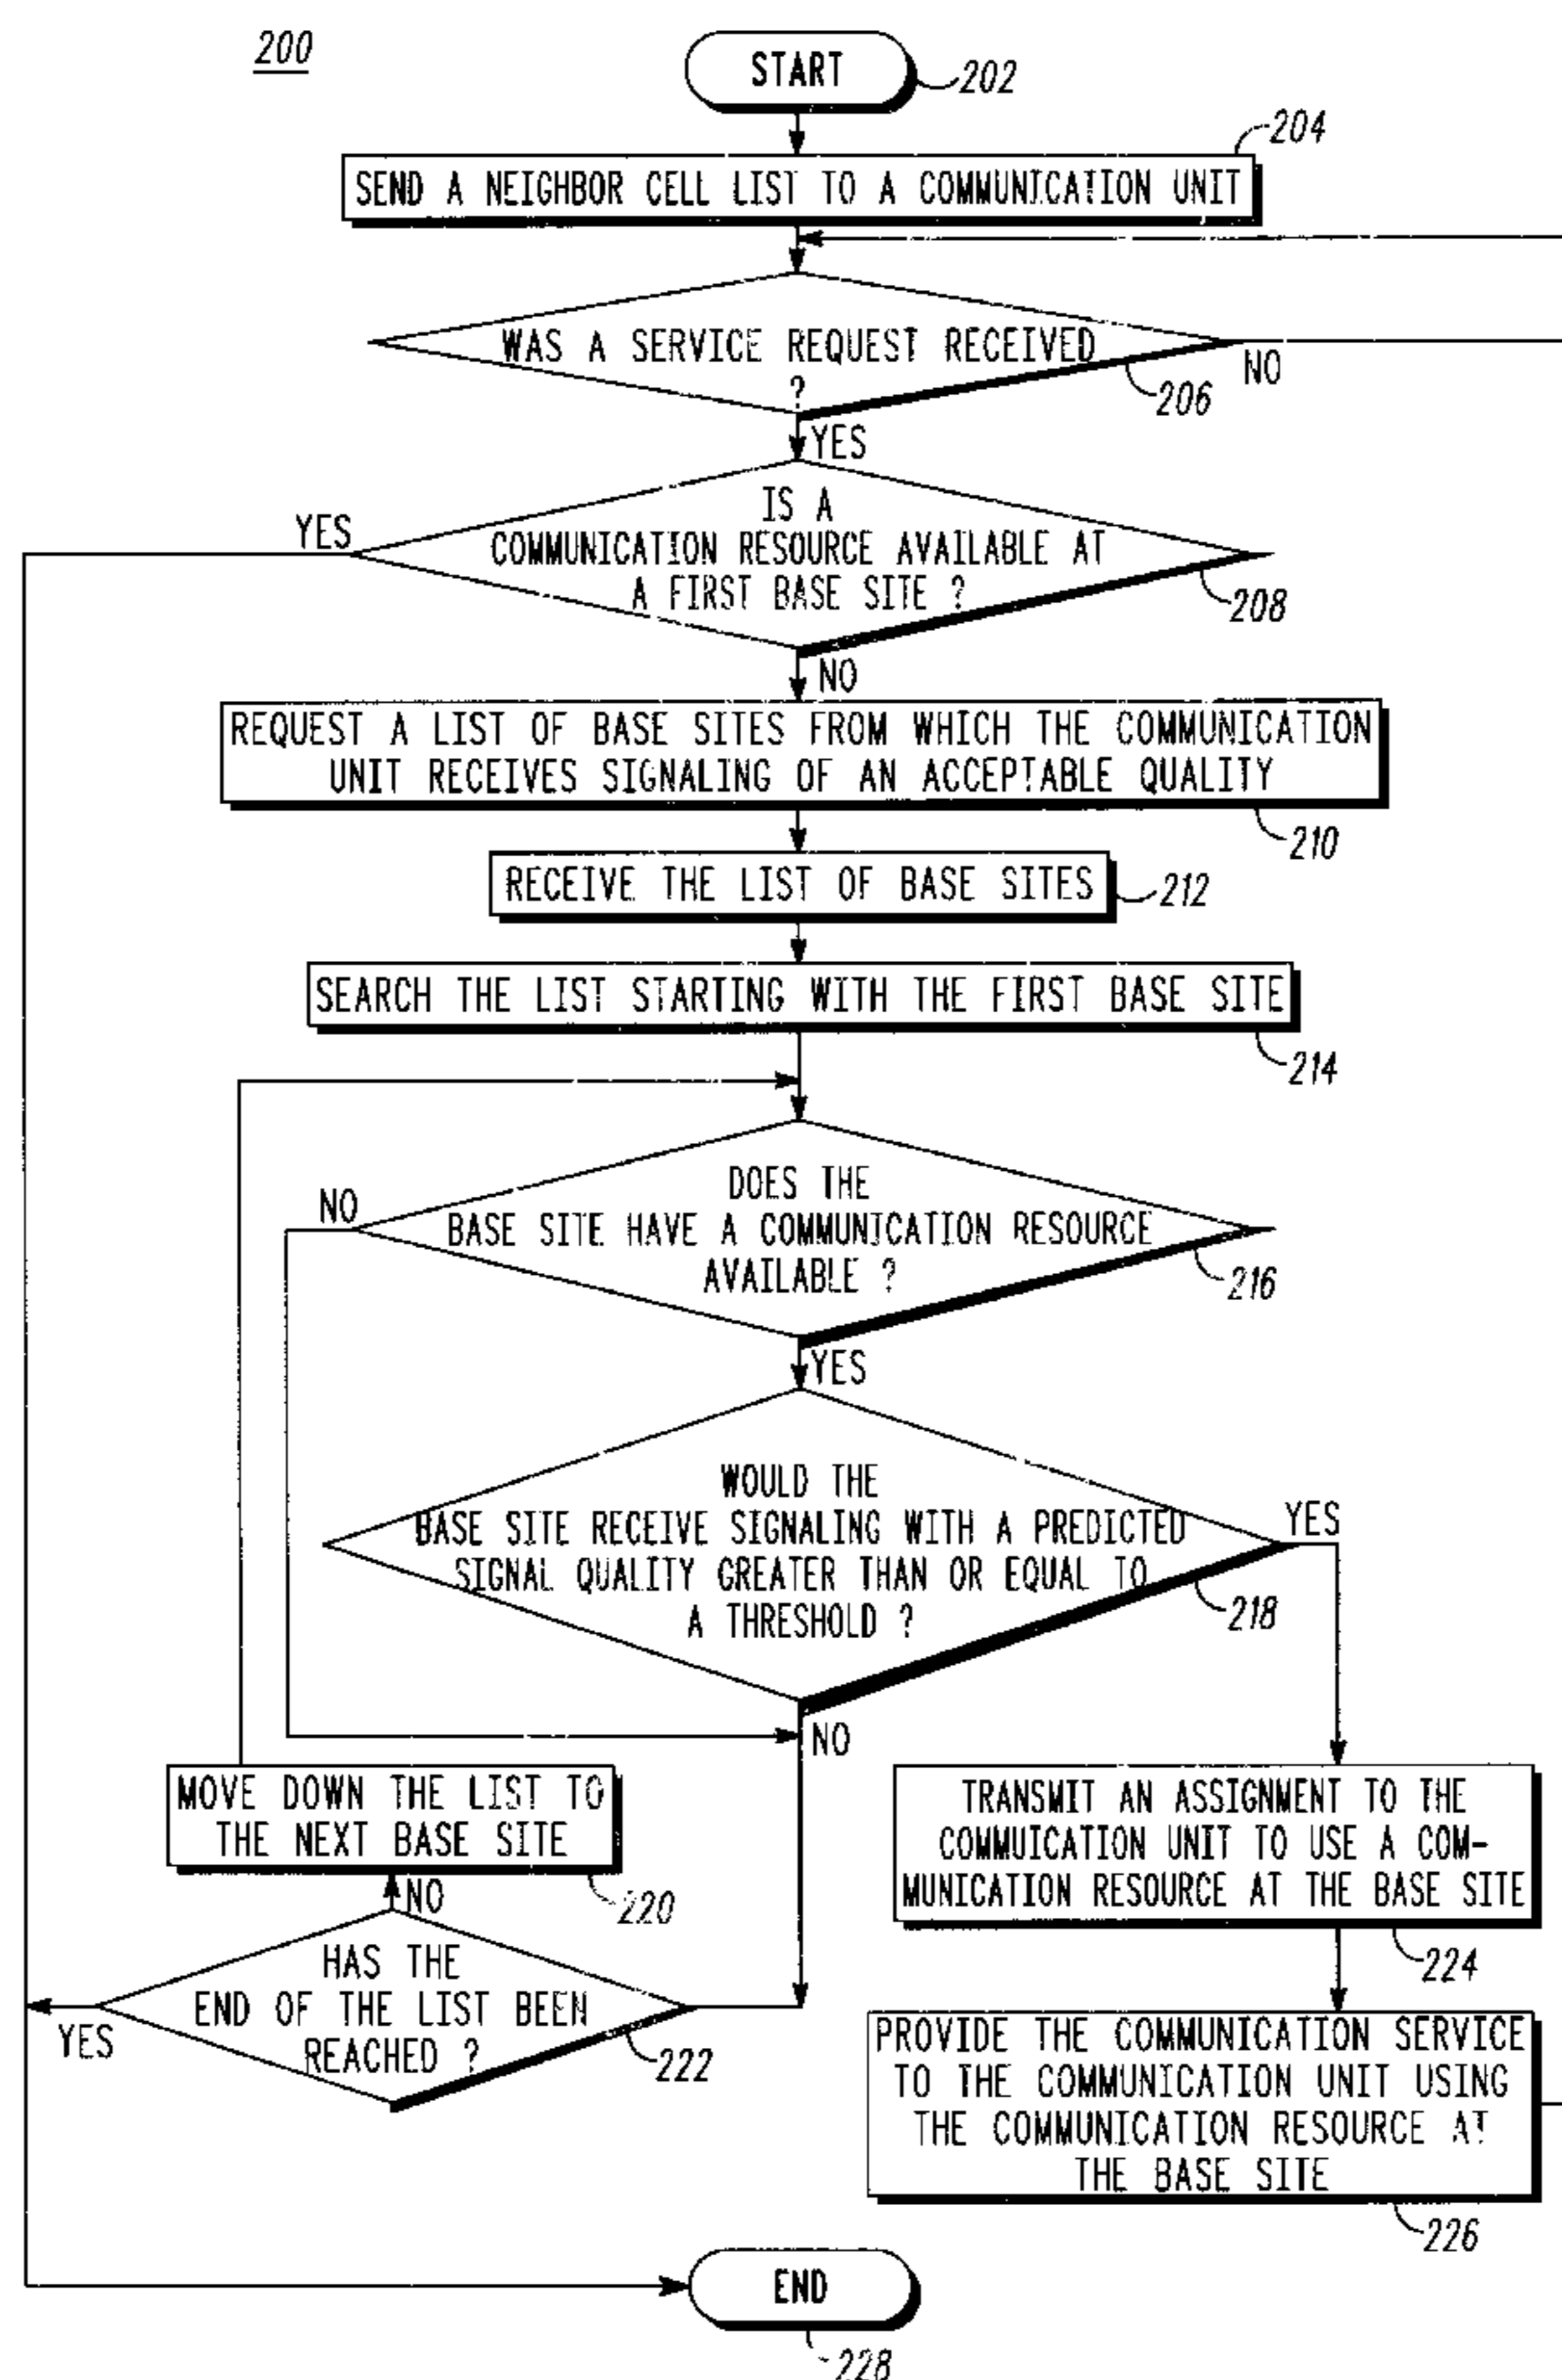 200
START
202
204
SEND A NEIGHBOR CELL LIST TO A COMMUNICATION UNIT
WAS A SERVICE REQUEST RECEIVED
?
206
NO
YES
YES
IS A
COMMUNICATION RESOURCE AVAILABLE AT
A FIRST BASE SITE ?
208
NO
REQUEST A LIST OF BASE SITES FROM WHICH THE COMMUNICATION
UNIT RECEIVES SIGNALING OF AN ACCEPTABLE QUALITY
210
RECEIVE THE LIST OF BASE SITES
212
SEARCH THE LIST STARTING WITH THE FIRST BASE SITE
214
NO
DOES THE
BASE SITE HAVE A COMMUNICATION RESOURCE
AVAILABLE ?
216
YES
WOULD THE
BASE SITE RECEIVE SIGNALING WITH A PREDICTED
SIGNAL QUALITY GREATER THAN OR EQUAL TO
A THRESHOLD ?
YES
218
NO
MOVE DOWN THE LIST TO
THE NEXT BASE SITE
220
NO
HAS THE
END OF THE LIST BEEN
REACHED ?
YES
222
TRANSMIT AN ASSIGNMENT TO THE
COMMUICATION UNIT TO USE A COM-
MUNICATION RESOURCE AT THE BASE SITE
224
PROVIDE THE COMMUNICATION SERVICE
TO THE COMMUNICATION UNIT USING
THE COMMUNICATION RESOURCE AT
THE BASE SITE
226
END
228